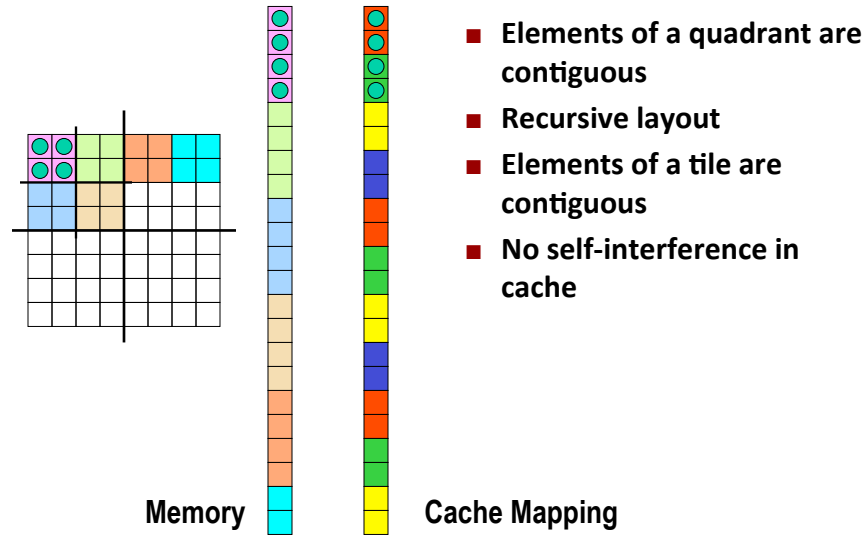 Elements of a quadrant are
contiguous
Recursive layout
Elements of a tile are
contiguous
No self-interference in
cache
Memory
Cache Mapping